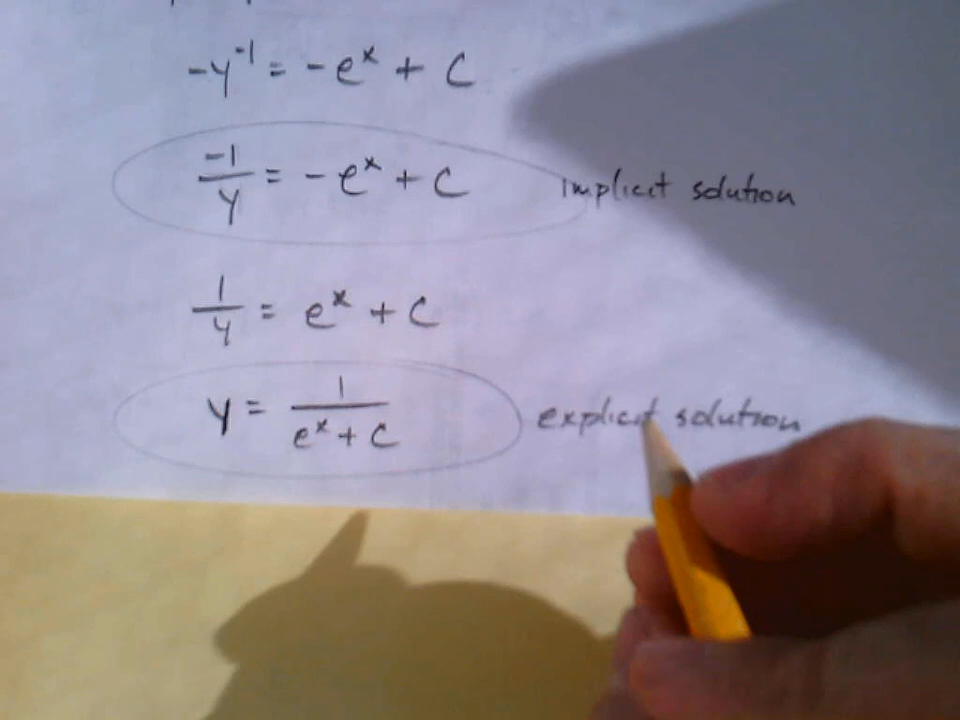 -y⁻¹ = -eˣ + C
-1/y = -eˣ + C implicit solution
1/y = eˣ + C
y = 1/(eˣ + C) explicit solution